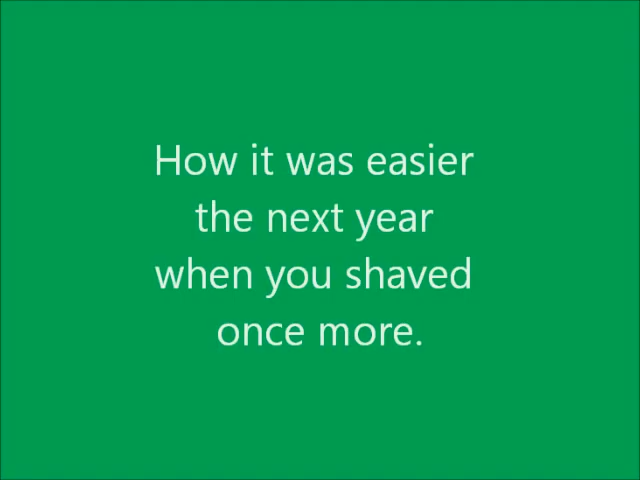 How it was easier
the next year
when you shaved
once more.